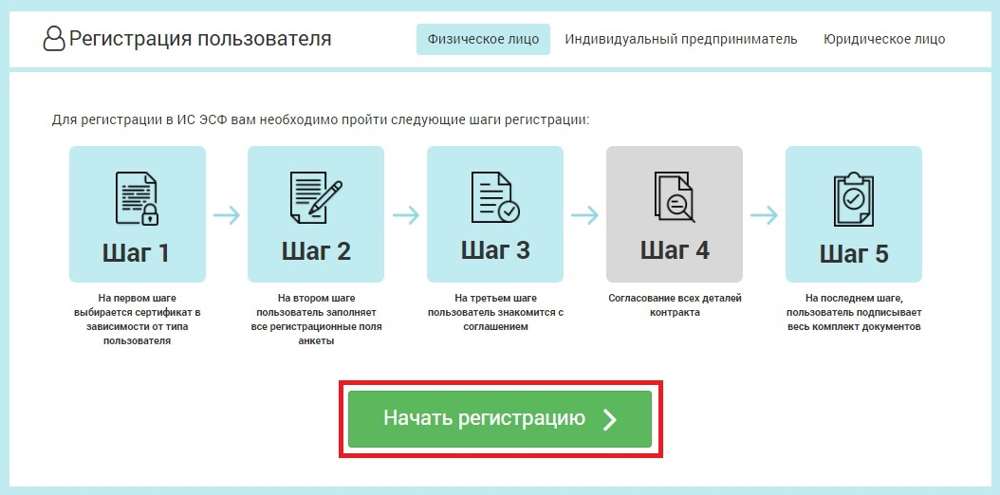 Регистрация пользователя
Физическое лицо
Индивидуальный предприниматель
Юридическое лицо
Для регистрации в ИС ЭСФ вам необходимо пройти следующие шаги регистрации:
Шаг 1
На первом шаге
выбирается сертификат в
зависимости от типа
пользователя
Шаг 2
На втором шаге
пользователь заполняет
все регистрационные поля
анкеты
Шаг 3
На третьем шаге
пользователь знакомится с
соглашением
Шаг 4
Согласование всех деталей
контракта
Шаг 5
На последнем шаге,
пользователь подписывает
весь комплект документов
Начать регистрацию